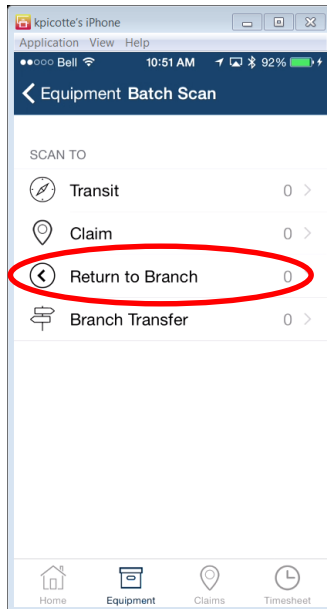 kpicotte's iPhone
Application View Help
Bell 10:51 AM 92%
Equipment Batch Scan
SCAN TO
Transit 0
Claim 0
Return to Branch 0
Branch Transfer 0
Home Equipment Claims Timesheet